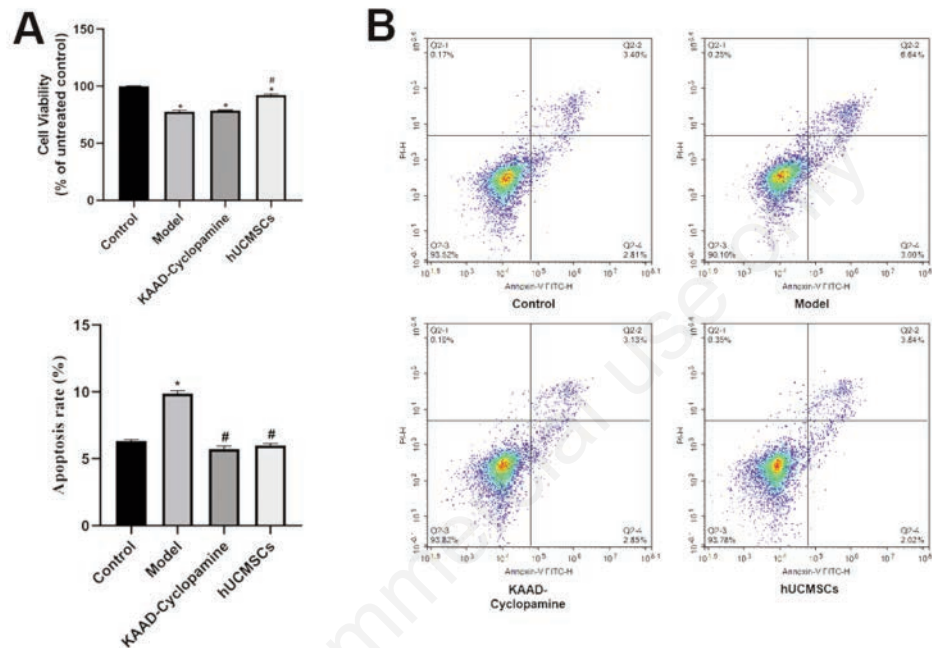 A
Cell Viability
(% of untreated control)
150
100
50
0
Control
Model
KAAD-Cyclopamine
hUCMSCs
*
*
#
*
Apoptosis rate (%)
15
10
5
0
Control
Model
KAAD-Cyclopamine
hUCMSCs
*
#
#
B
Q2-1
0.17%
Q2-2
3.40%
Q2-3
93.62%
Q2-4
2.81%
PI-H
Annexin-V FITC-H
Control
Q2-1
0.25%
Q2-2
6.64%
Q2-3
90.10%
Q2-4
3.00%
PI-H
Annexin-V FITC-H
Model
Q2-1
Q2-2
3.13%
Q2-3
93.82%
Q2-4
2.85%
PI-H
Annexin-V FITC-H
KAAD-
Cyclopamine
Q2-1
0.35%
Q2-2
3.84%
Q2-3
93.78%
Q2-4
2.02%
PI-H
Annexin-V FITC-H
hUCMSCs
mmercial use only